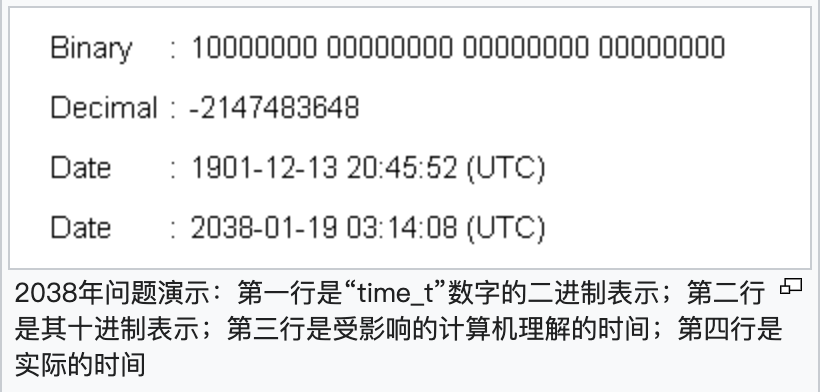 Binary : 10000000 00000000 00000000 00000000
Decimal : -2147483648
Date : 1901-12-13 20:45:52 (UTC)
Date : 2038-01-19 03:14:08 (UTC)
2038年问题演示：第一行是“time_t”数字的二进制表示；第二行
是其十进制表示；第三行是受影响的计算机理解的时间；第四行是
实际的时间